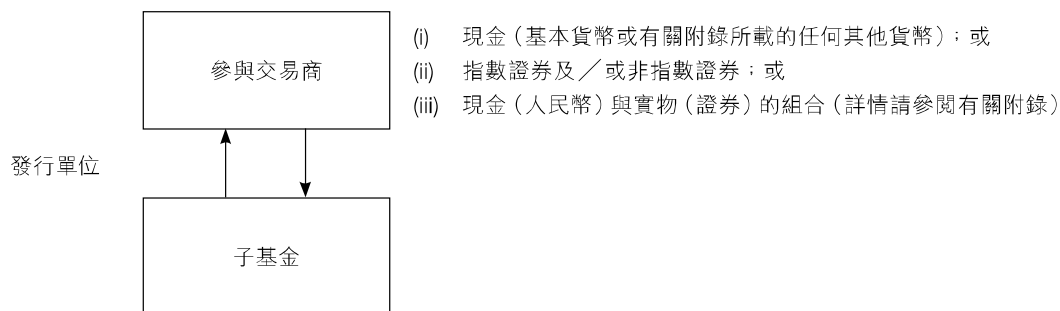 (i) 現金（基本貨幣或有關附錄所載的任何其他貨幣）；或
參與交易商
(ii) 指數證券及／或非指數證券；或
(iii) 現金（人民幣）與實物（證券）的組合（詳情請參閱有關附錄）
發行單位
子基金